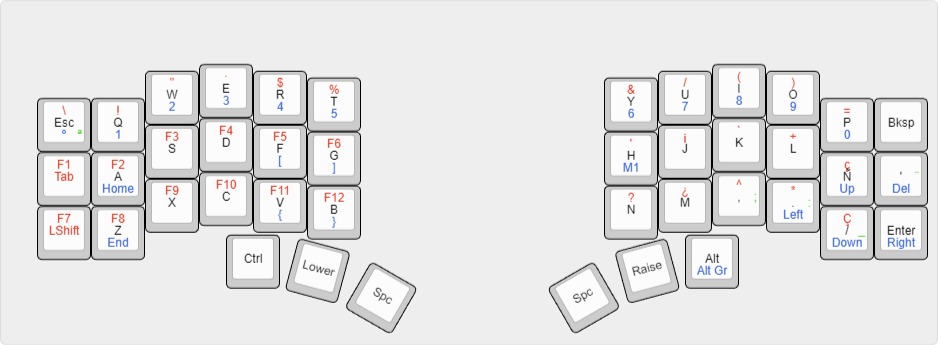 \
Esc
º
!
Q
1
"
W
2
·
E
3
$
R
4
%
T
5
&
Y
6
/
U
7
(
I
8
)
O
9
=
P
0
Bksp
F1
Tab
F2
A
Home
F3
S
F4
D
F5
F
[
F6
G
]
'
H
M1
¡
J
`
K
+
L
ç
Ñ
Up
´
Del
F7
LShift
F8
Z
End
F9
X
F10
C
F11
V
{
F12
B
}
?
N
¿
M
^
, ;
*
. :
Left
Ç
/ _
Down
Enter
Right
Ctrl
Lower
Spc
Spc
Raise
Alt
Alt Gr